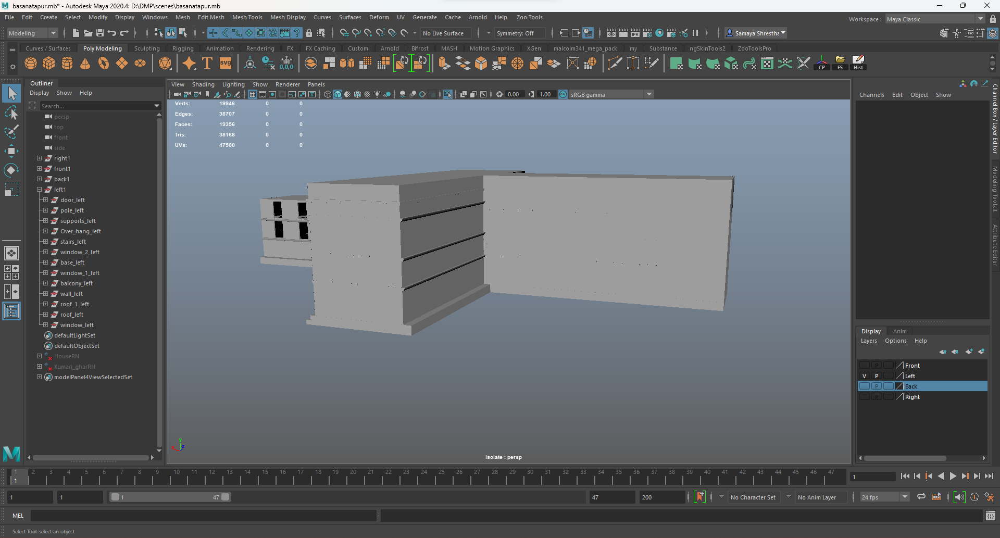 basanatapur.mb* - Autodesk Maya 2020.4: D:\DMP\scenes\basanatapur.mb
File Edit Create Select Modify Display Windows Mesh Edit Mesh Mesh Tools Mesh Display Curves Surfaces Deform UV Generate Cache Arnold Help Zoo Tools
Workspace : Maya Classic
Modeling No Live Surface Symmetry: Off Samaya Shrestha
Curves / Surfaces Poly Modeling Sculpting Rigging Animation Rendering FX FX Caching Custom Arnold Bifrost MASH Motion Graphics XGen malcolm341_mega_pack my Substance ngSkinTools2 ZooToolsPro
T svg 0,0,0 CP ES Hist
IPR
Outliner
Display Show Help
Search...
persp
top
front
side
right1
front1
back1
left1
door_left
pole_left
supports_left
Over_hang_left
stairs_left
window_2_left
base_left
window_1_left
balcony_left
wall_left
roof_1_left
roof_left
window_left
defaultLightSet
defaultObjectSet
HouseRN
Kumari_gharRN
modelPanel4ViewSelectedSet
View Shading Lighting Show Renderer Panels
0.00 1.00 ON sRGB gamma
Verts: 19946 0 0
Edges: 38707 0 0
Faces: 19356 0 0
Tris: 38168 0 0
UVs: 47500 0 0
y
x z
Isolate : persp
Channels Edit Object Show
Channel Box / Layer Editor
Modeling Toolkit
Attribute Editor
Display Anim
Layers Options Help
P Front
V P Left
P Back
P Right
1 2 3 4 5 6 7 8 9 10 11 12 13 14 15 16 17 18 19 20 21 22 23 24 25 26 27 28 29 30 31 32 33 34 35 36 37 38 39 40 41 42 43 44 45 46 47
1
1
1 1 1 47 47 200 No Character Set No Anim Layer 24 fps
MEL
Select Tool: select an object